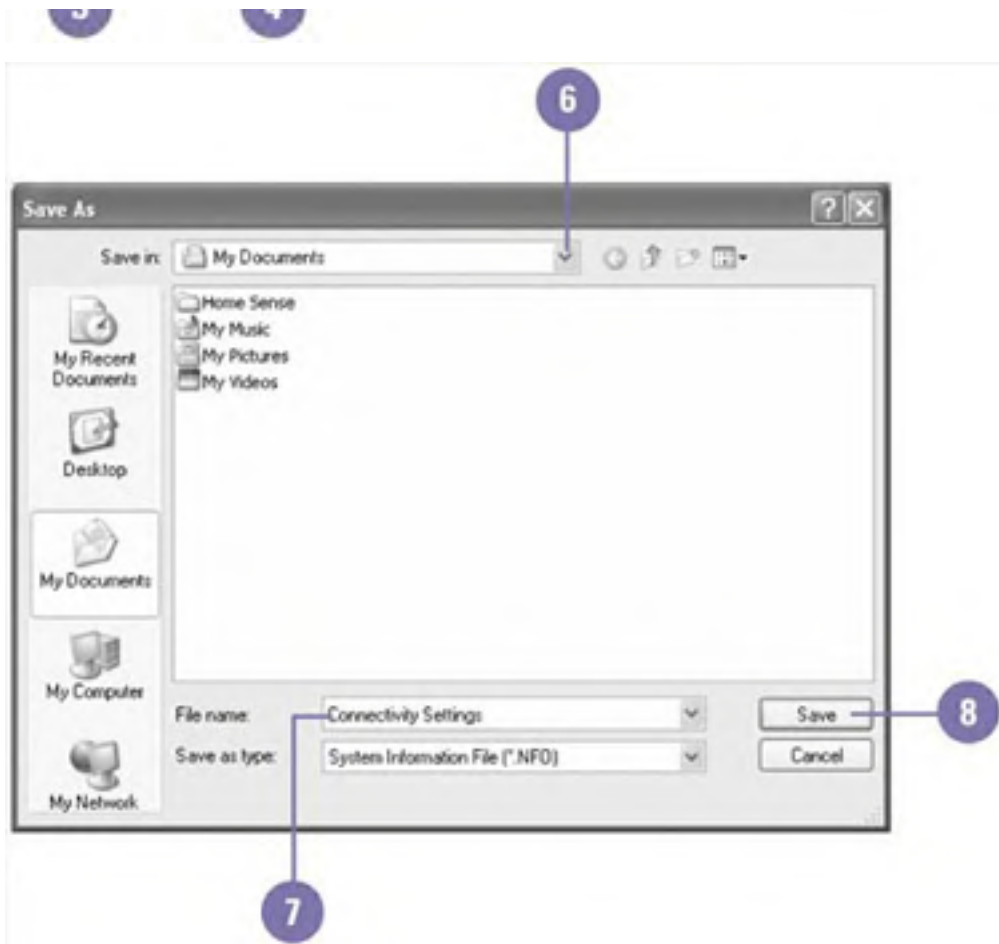 3 4
6
Save As
Save in: My Documents
Home Sense
My Music
My Pictures
My Videos
My Recent
Documents
Desktop
My Documents
My Computer
My Network
File name: Connectivity Settings Save 8
Save as type: System Information File (*.NFO) Cancel
7